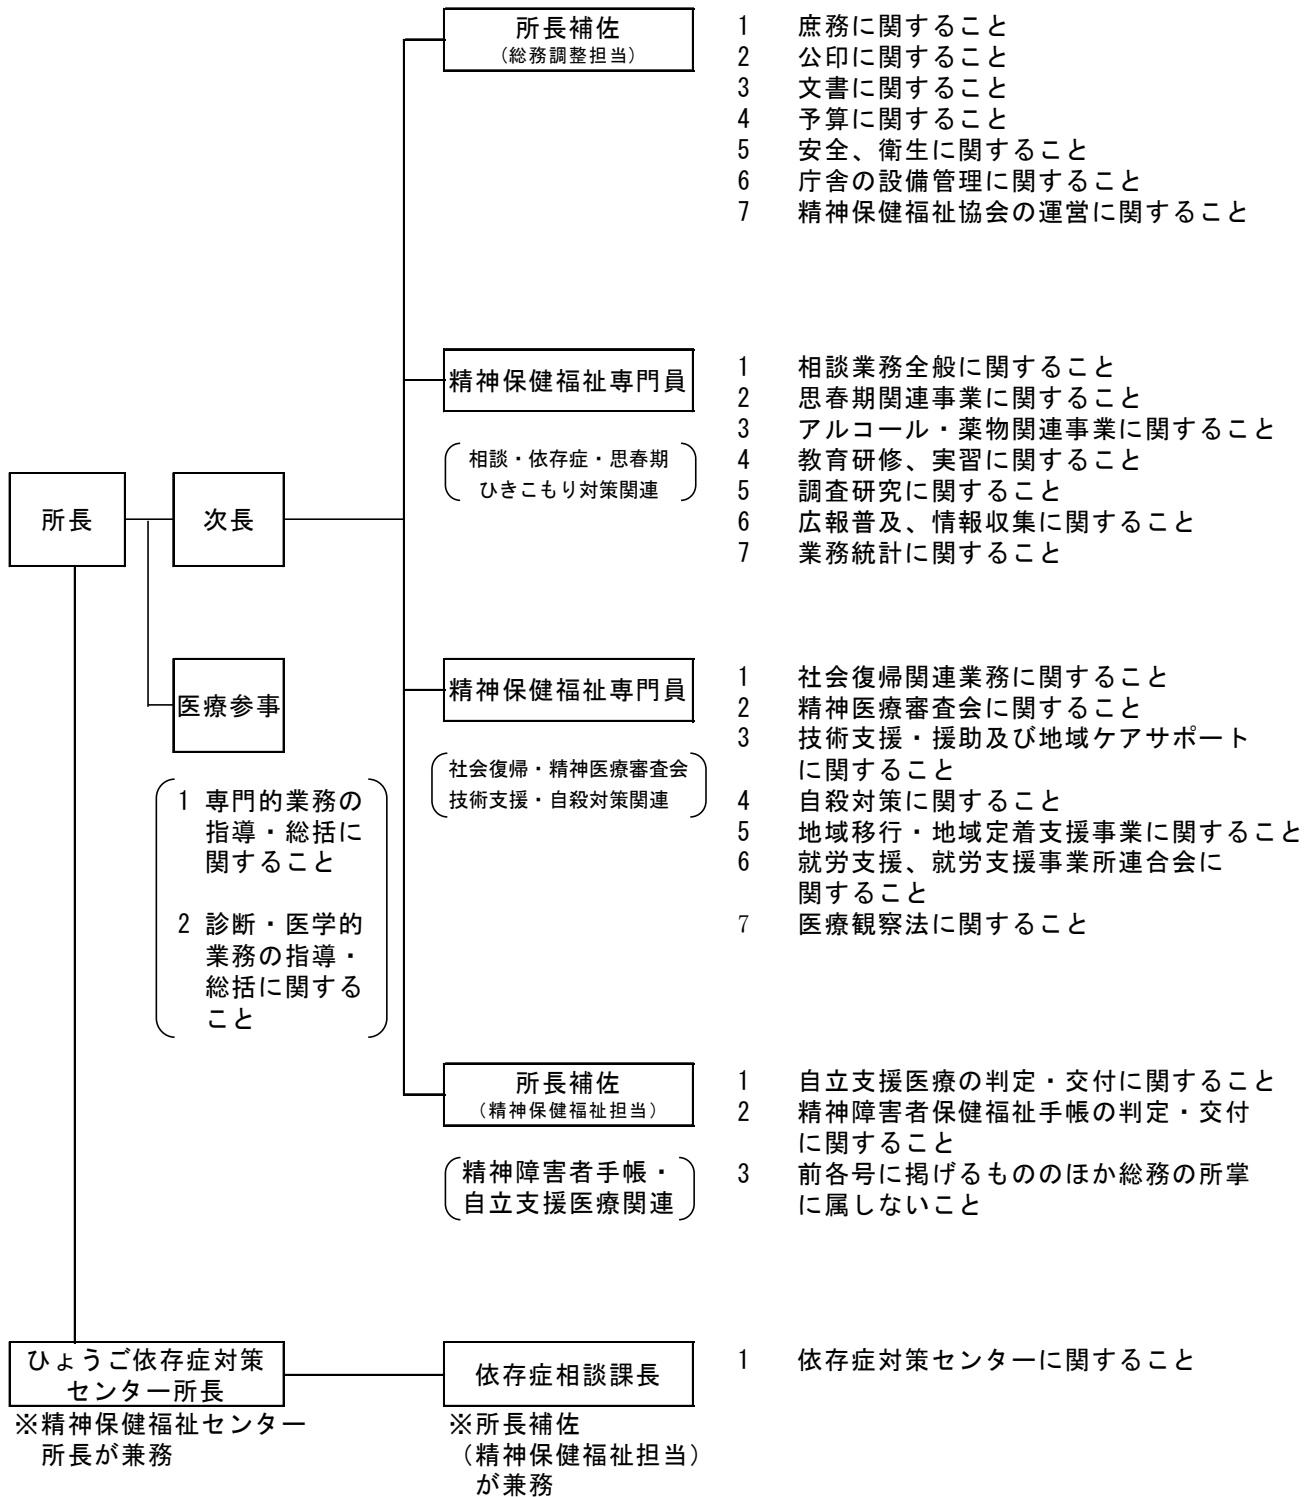 所長補佐
（総務調整担当）
1 庶務に関すること
2 公印に関すること
3 文書に関すること
4 予算に関すること
5 安全、衛生に関すること
6 庁舎の設備管理に関すること
7 精神保健福祉協会の運営に関すること
精神保健福祉専門員
相談・依存症・思春期
ひきこもり対策関連
1 相談業務全般に関すること
2 思春期関連事業に関すること
3 アルコール・薬物関連事業に関すること
4 教育研修、実習に関すること
5 調査研究に関すること
6 広報普及、情報収集に関すること
7 業務統計に関すること
所長
次長
医療参事
1 専門的業務の
指導・総括に
関すること
2 診断・医学的
業務の指導・
総括に関する
こと
精神保健福祉専門員
社会復帰・精神医療審査会
技術支援・自殺対策関連
1 社会復帰関連業務に関すること
2 精神医療審査会に関すること
3 技術支援・援助及び地域ケアサポート
に関すること
4 自殺対策に関すること
5 地域移行・地域定着支援事業に関すること
6 就労支援、就労支援事業所連合会に
関すること
7 医療観察法に関すること
所長補佐
（精神保健福祉担当）
精神障害者手帳・
自立支援医療関連
1 自立支援医療の判定・交付に関すること
2 精神障害者保健福祉手帳の判定・交付
に関すること
3 前各号に掲げるもののほか総務の所掌
に属しないこと
ひょうご依存症対策
センター所長
※精神保健福祉センター
所長が兼務
依存症相談課長
※所長補佐
（精神保健福祉担当）
が兼務
1 依存症対策センターに関すること